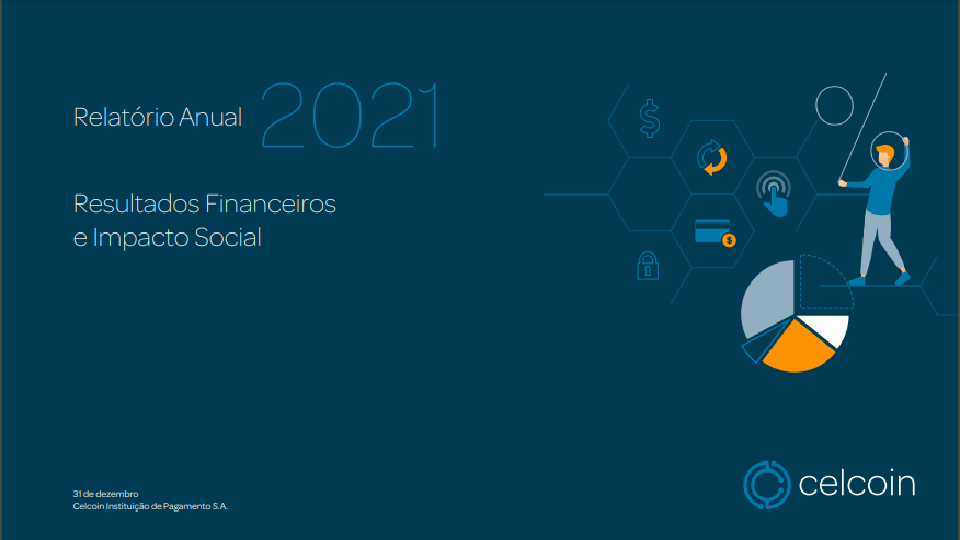 Relatório Anual 2021
Resultados Financeiros
e Impacto Social
31 de dezembro
Celcoin Instituição de Pagamento S.A.
celcoin